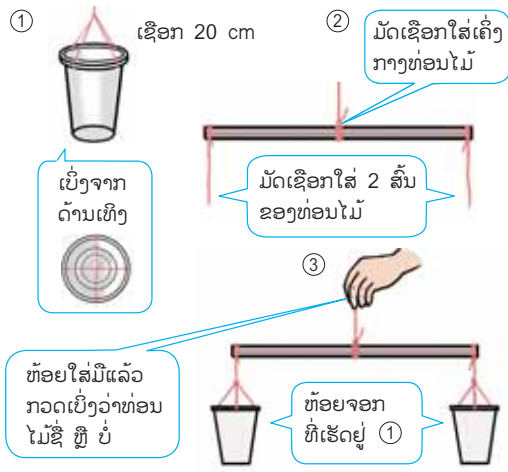 ①
ເຊືອກ 20 cm
ເບິ່ງຈາກ
ດ້ານເທິງ
②
ມັດເຊືອກໃສ່ເຄິ່ງ
ກາງທ່ອນໄມ້
ມັດເຊືອກໃສ່ 2 ສົ້ນ
ຂອງທ່ອນໄມ້
③
ຫ້ອຍໃສ່ມືແລ້ວ
ກວດເບິ່ງວ່າທ່ອນ
ໄມ້ຊື່ ຫຼື ບໍ່
ຫ້ອຍຈອກ
ທີ່ເຮັດຢູ່ ①